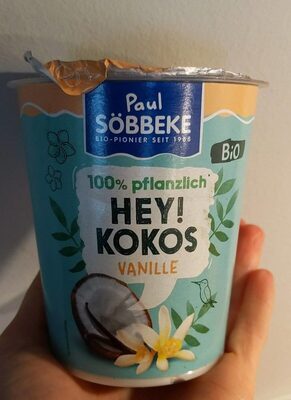 Paul
SÖBBEKE
BIO-PIONIER SEIT 1988
Bio
100% pflanzlich
HEY!
KOKOS
VANILLE